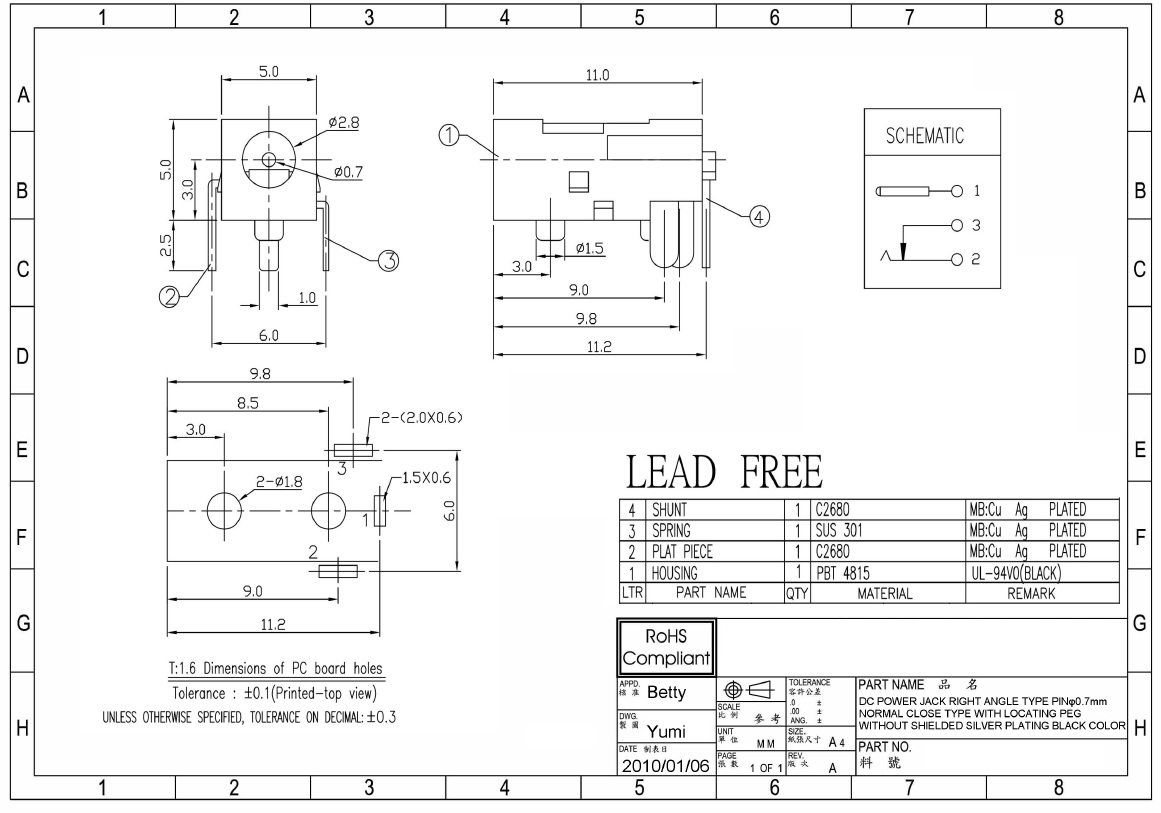 1 2 3 4 5 6 7 8
A A
B B
C C
D D
E E
F F
G G
H H
5.0
ø2.8
ø0.7
5.0
3.0
2.5
2
3
1.0
6.0
11.0
1
4
ø1.5
3.0
9.0
9.8
11.2
SCHEMATIC
1
3
2
9.8
8.5
3.0
2-(2.0X0.6)
3
2-ø1.8
1.5X0.6
1
6.0
2
9.0
11.2
T:1.6 Dimensions of PC board holes
Tolerance : ±0.1(Printed-top view)
UNLESS OTHERWISE SPECIFIED, TOLERANCE ON DECIMAL: ±0.3
LEAD FREE
4 SHUNT 1 C2680 MB:Cu Ag PLATED
3 SPRING 1 SUS 301 MB:Cu Ag PLATED
2 PLAT PIECE 1 C2680 MB:Cu Ag PLATED
1 HOUSING 1 PBT 4815 UL-94V0(BLACK)
LTR PART NAME QTY MATERIAL REMARK
RoHS
Compliant
APPD.
核 准 Betty
DWG.
製 圖 Yumi
DATE 制表日
2010/01/06
SCALE
比 例 參 考
UNIT
單 位 MM
PAGE
張 數 1 OF 1
TOLERANCE
容許公差
.0 ±
.00 ±
ANG. ±
SIZE.
紙張尺寸 A4
REV.
版 次 A
PART NAME 品 名
DC POWER JACK RIGHT ANGLE TYPE PINφ0.7mm
NORMAL CLOSE TYPE WITH LOCATING PEG
WITHOUT SHIELDED SILVER PLATING BLACK COLOR
PART NO.
料 號
1 2 3 4 5 6 7 8